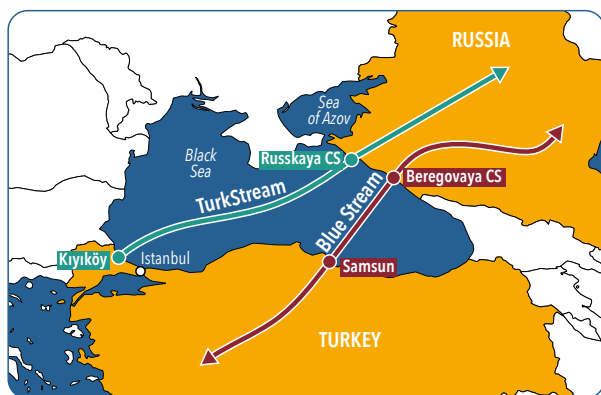 RUSSIA
Sea
of Azov
Black
Sea
Russkaya CS
Beregovaya CS
TurkStream
Blue Stream
Kıyıköy
Istanbul
Samsun
TURKEY